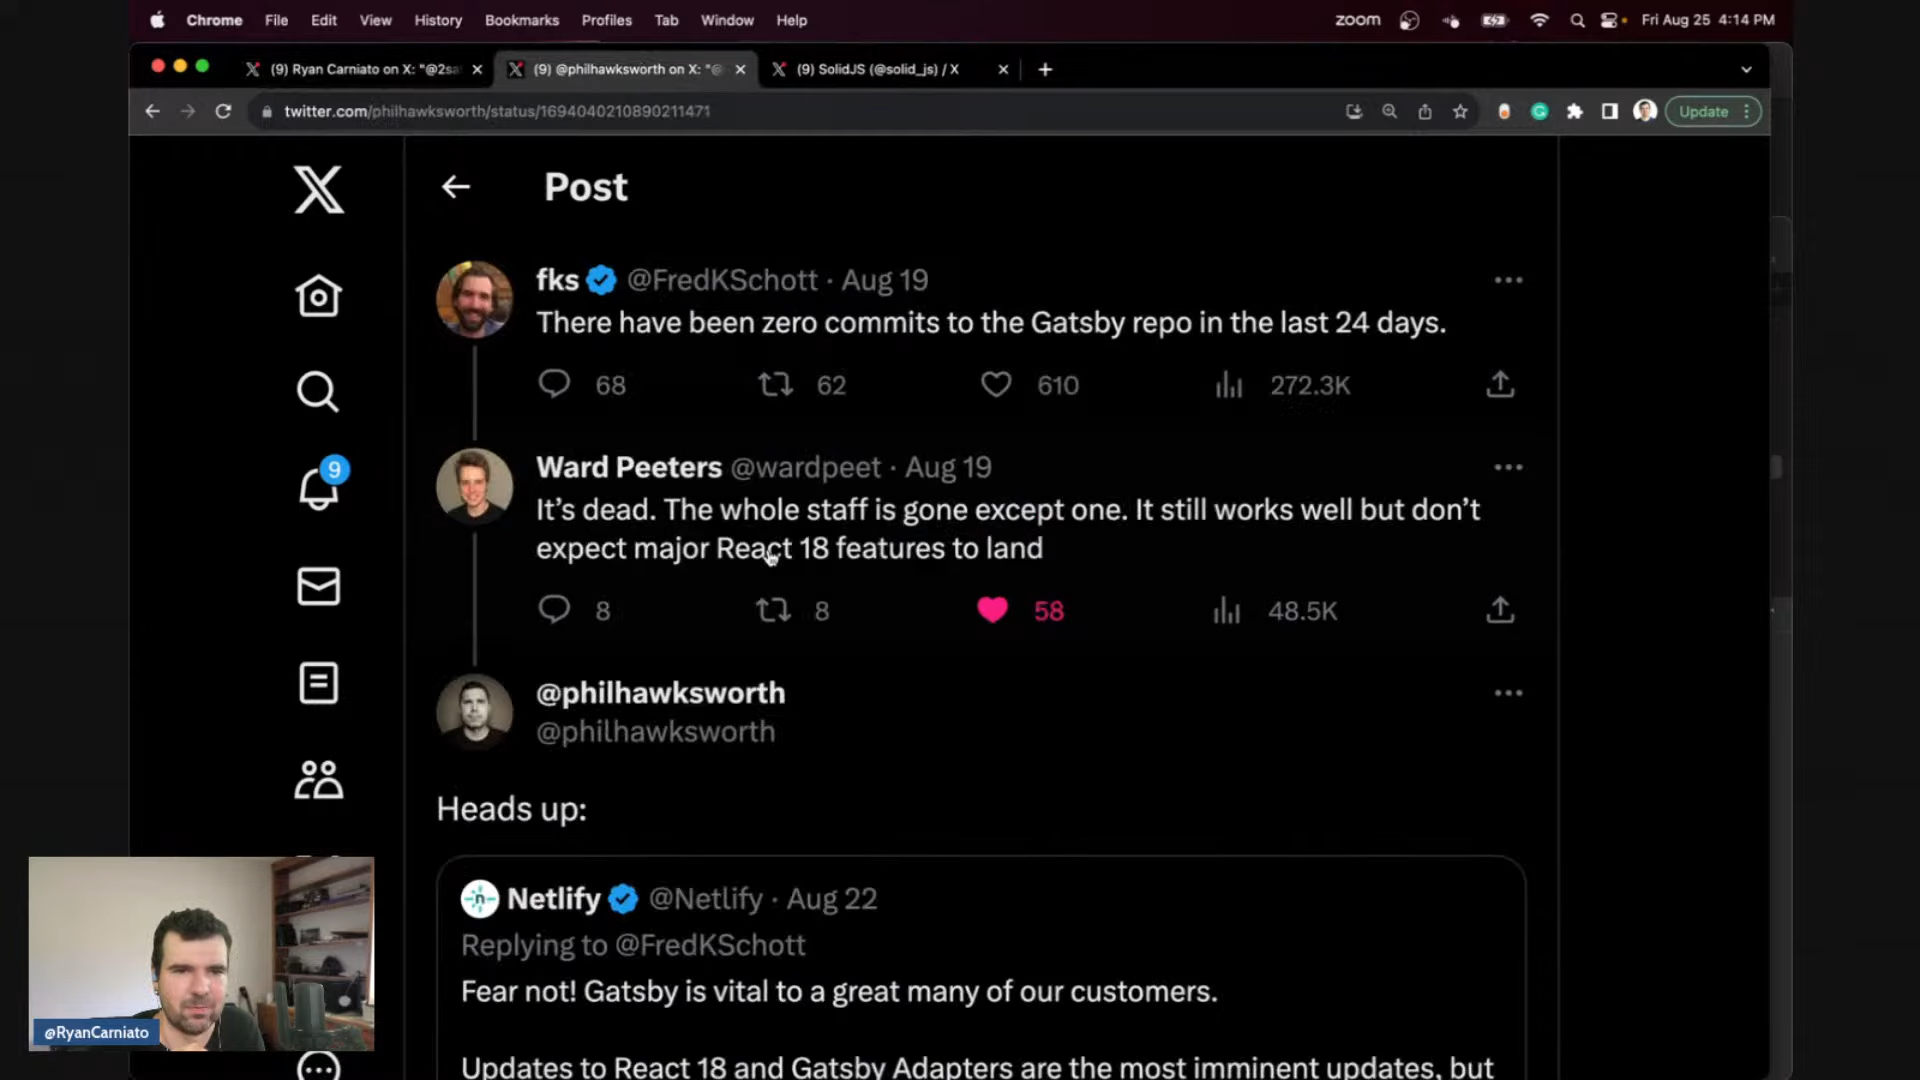 Chrome File Edit View History Bookmarks Profiles Tab Window Help zoom Fri Aug 25 4:14 PM
(9) Ryan Carniato on X: "@2sa (9) @philhawksworth on X: "@ (9) SolidJS (@solid_js) / X
twitter.com/philhawksworth/status/1694040210890211471 Update
Post
fks @FredKSchott · Aug 19
There have been zero commits to the Gatsby repo in the last 24 days.
68 62 610 272.3K
Ward Peeters @wardpeet · Aug 19
9
It's dead. The whole staff is gone except one. It still works well but don't
expect major React 18 features to land
8 8 58 48.5K
@philhawksworth
@philhawksworth
Heads up:
Netlify @Netlify · Aug 22
Replying to @FredKSchott
Fear not! Gatsby is vital to a great many of our customers.
Updates to React 18 and Gatsby Adapters are the most imminent updates, but
@RyanCarniato